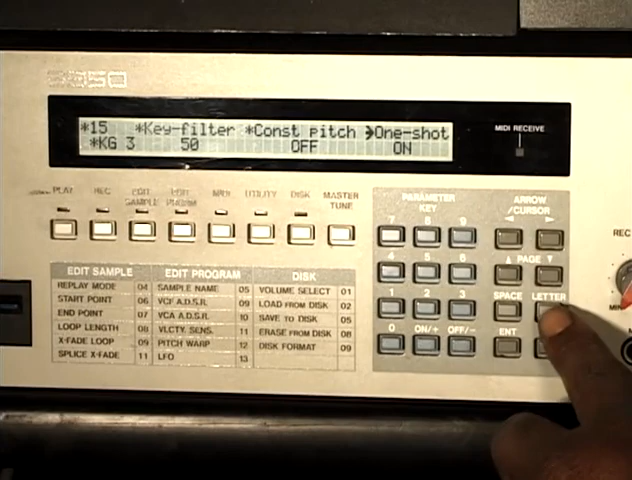 S950
*15 *Key-filter *Const pitch →One-shot
*KG 3 50 OFF ON
MIDI RECEIVE
PLAY REC EDIT SAMPLE EDIT PROGRAM MIDI UTILITY DISK MASTER TUNE
PARAMETER KEY
ARROW /CURSOR
REC
7 8 9
4 5 6
PAGE
1 2 3
SPACE LETTER
0 ON/+ OFF/-
ENT
EDIT SAMPLE
REPLAY MODE 04
START POINT 06
END POINT 07
LOOP LENGTH 08
X-FADE LOOP 09
SPLICE X-FADE 11
EDIT PROGRAM
SAMPLE NAME 05
VCF A.D.S.R. 09
VCA A.D.S.R. 10
VLCTY. SENS. 11
PITCH WARP 12
LFO 13
DISK
VOLUME SELECT 01
LOAD FROM DISK 02
SAVE TO DISK 05
ERASE FROM DISK 08
DISK FORMAT 09